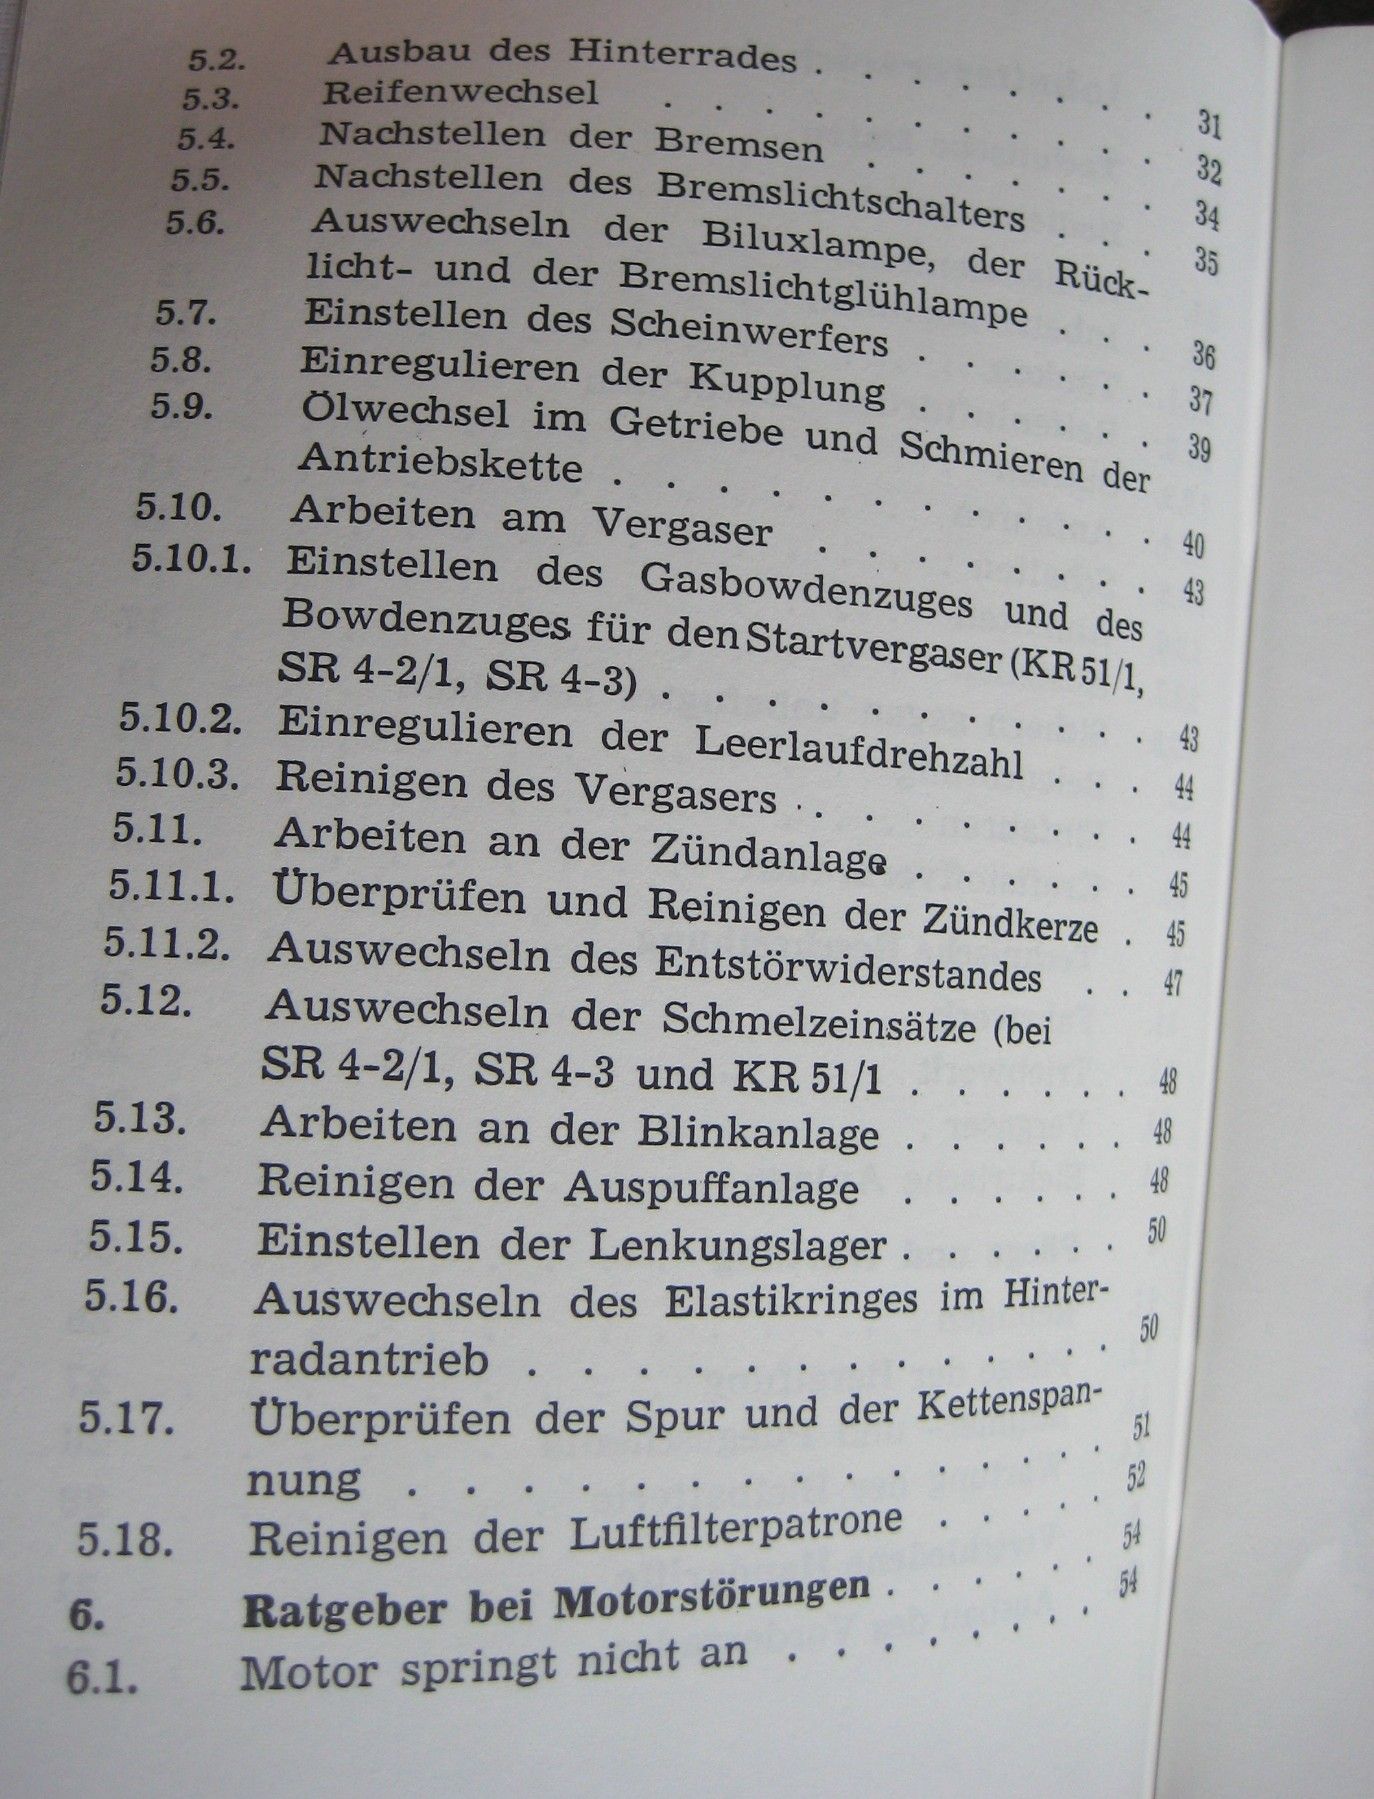 5.2. Ausbau des Hinterrades . . . . . . . . 31
5.3. Reifenwechsel . . . . . . . . . . . 32
5.4. Nachstellen der Bremsen . . . . . . . 34
5.5. Nachstellen des Bremslichtschalters . . . 35
5.6. Auswechseln der Biluxlampe, der Rück-
licht- und der Bremslichtglühlampe . . . 36
5.7. Einstellen des Scheinwerfers . . . . . . 37
5.8. Einregulieren der Kupplung . . . . . . 39
5.9. Ölwechsel im Getriebe und Schmieren der
Antriebskette . . . . . . . . . . . . 40
5.10. Arbeiten am Vergaser . . . . . . . . 43
5.10.1. Einstellen des Gasbowdenzuges und des
Bowdenzuges für den Startvergaser (KR 51/1,
SR 4-2/1, SR 4-3) . . . . . . . . . . 43
5.10.2. Einregulieren der Leerlaufdrehzahl . . . 44
5.10.3. Reinigen des Vergasers . . . . . . . . 44
5.11. Arbeiten an der Zündanlage . . . . . . 45
5.11.1. Überprüfen und Reinigen der Zündkerze . 45
5.11.2. Auswechseln des Entstörwiderstandes . . 47
5.12. Auswechseln der Schmelzeinsätze (bei
SR 4-2/1, SR 4-3 und KR 51/1 . . . . . . 48
5.13. Arbeiten an der Blinkanlage . . . . . . 48
5.14. Reinigen der Auspuffanlage . . . . . . 48
5.15. Einstellen der Lenkungslager . . . . . . 50
5.16. Auswechseln des Elastikringes im Hinter-
radantrieb . . . . . . . . . . . . . 50
5.17. Überprüfen der Spur und der Kettenspan-
nung . . . . . . . . . . . . . . . 51
5.18. Reinigen der Luftfilterpatrone . . . . . 52
6. Ratgeber bei Motorstörungen . . . . . . 54
6.1. Motor springt nicht an . . . . . . . . 54